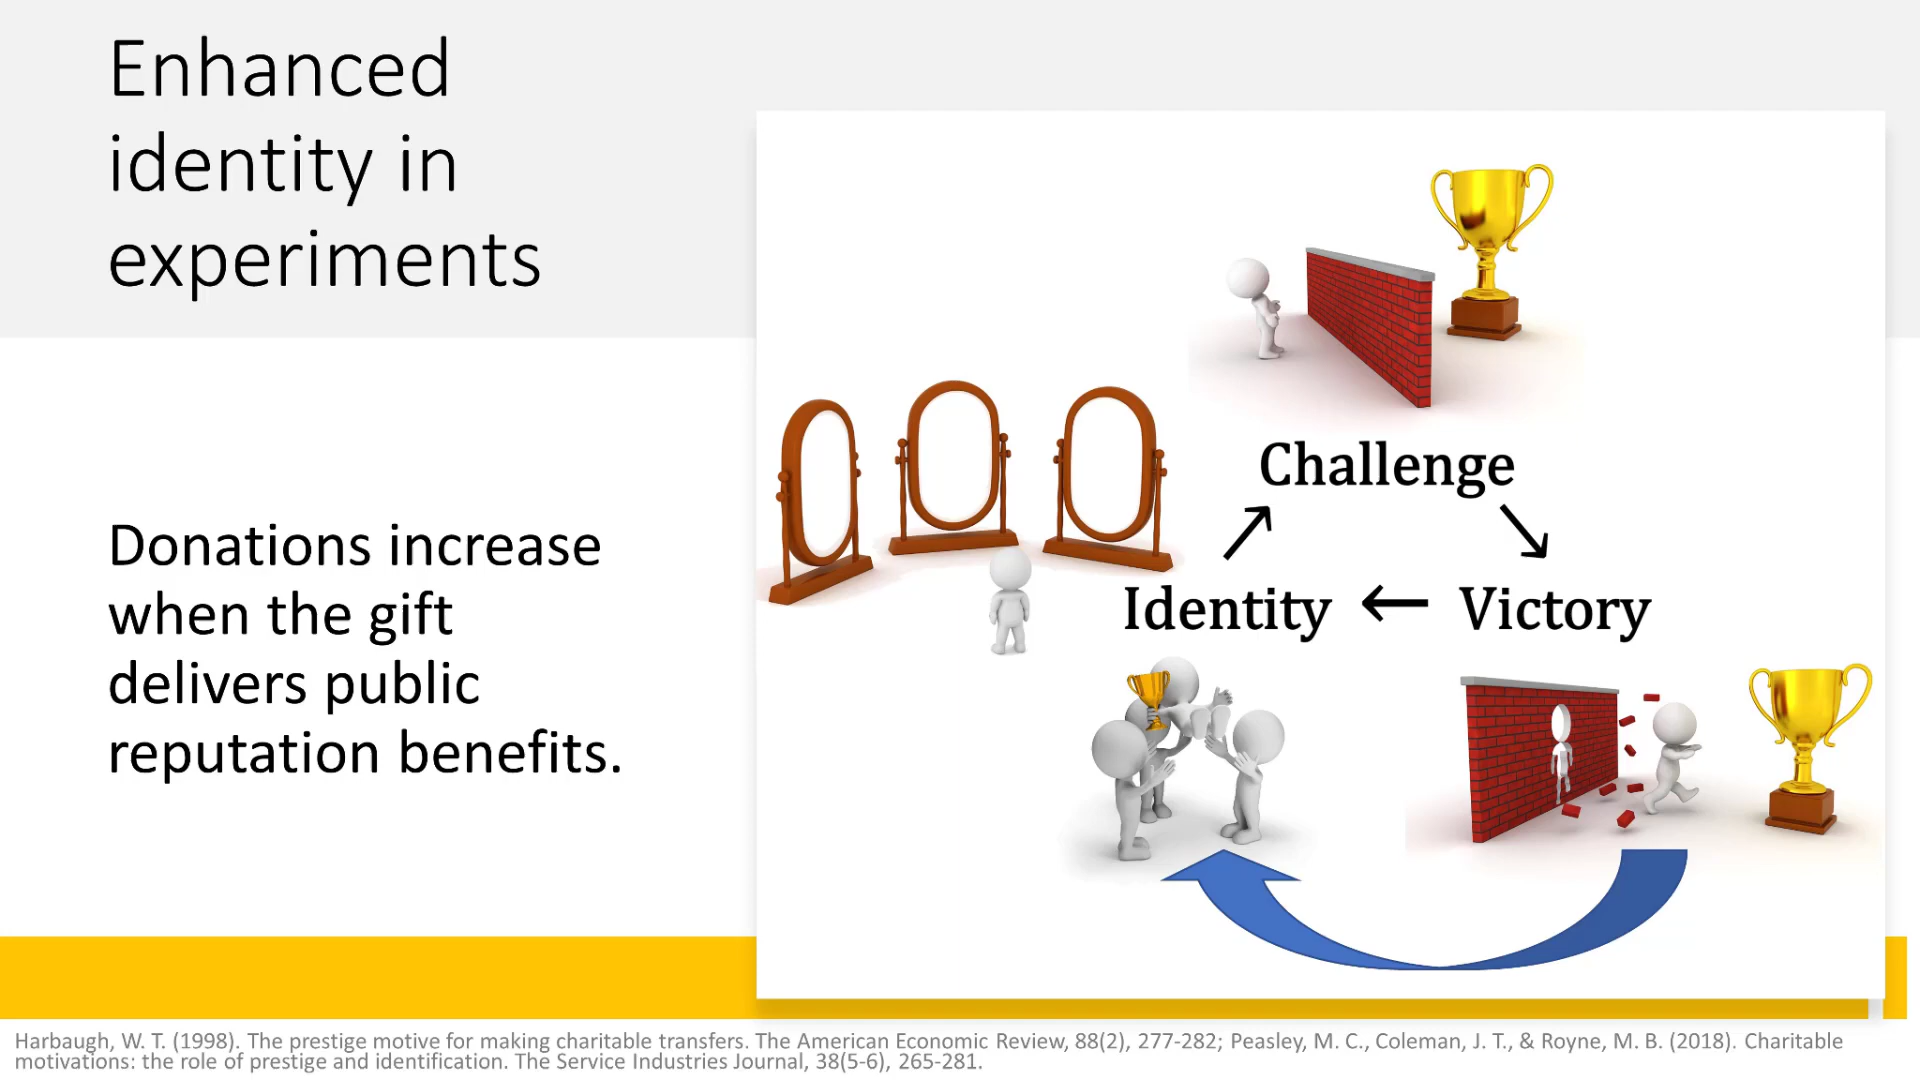 Enhanced
identity in
experiments
Donations increase
when the gift
delivers public
reputation benefits.
Challenge
Identity
Victory
Harbaugh, W. T. (1998). The prestige motive for making charitable transfers. The American Economic Review, 88(2), 277-282; Peasley, M. C., Coleman, J. T., & Royne, M. B. (2018). Charitable
motivations: the role of prestige and identification. The Service Industries Journal, 38(5-6), 265-281.